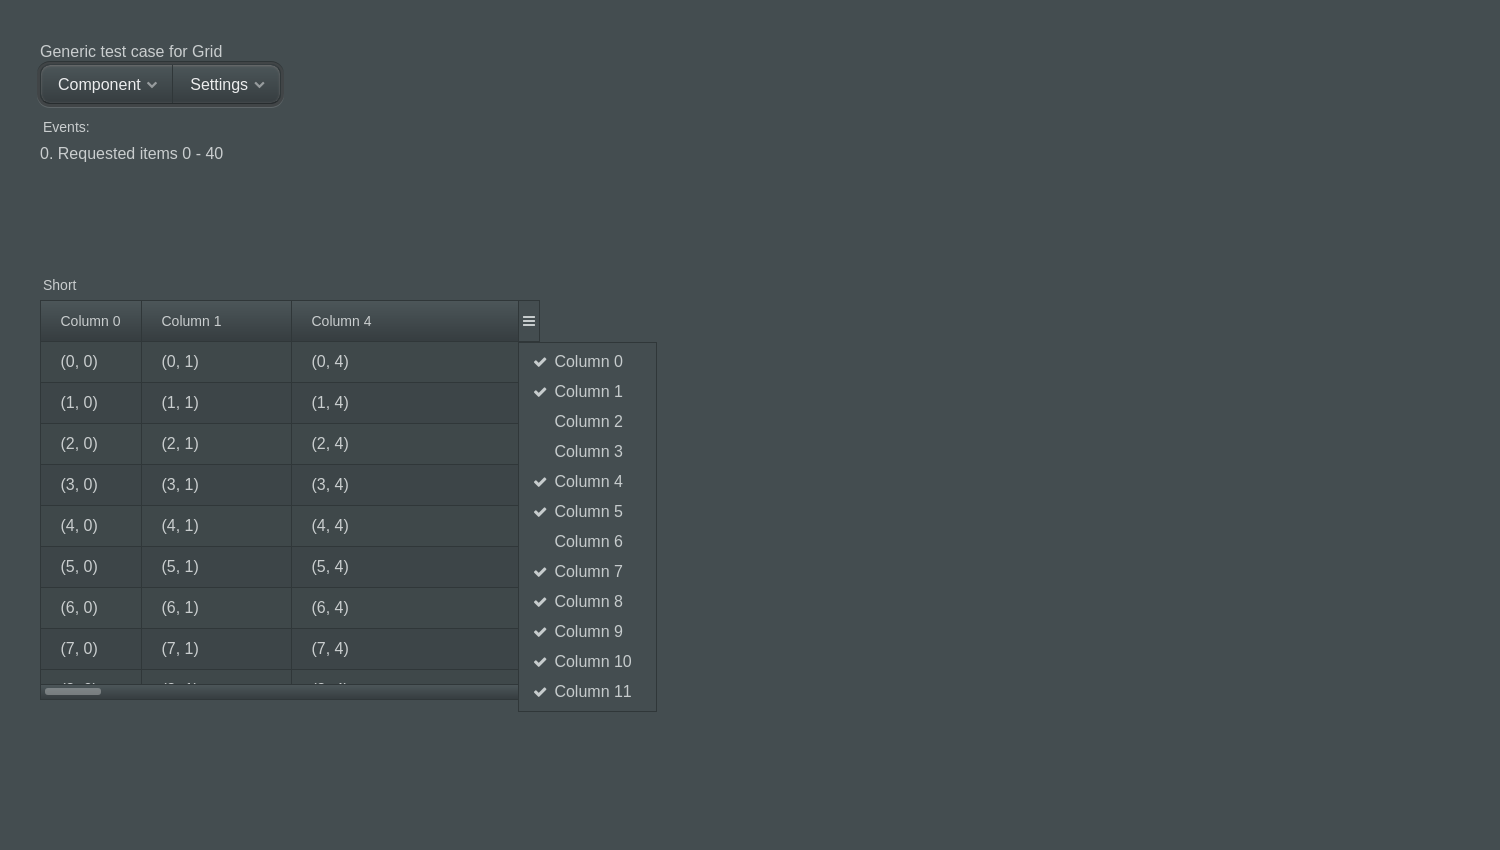 Generic test case for Grid
Component Settings
Events:
0. Requested items 0 - 40
Short
Column 0 Column 1 Column 4
(0, 0) (0, 1) (0, 4)
(1, 0) (1, 1) (1, 4)
(2, 0) (2, 1) (2, 4)
(3, 0) (3, 1) (3, 4)
(4, 0) (4, 1) (4, 4)
(5, 0) (5, 1) (5, 4)
(6, 0) (6, 1) (6, 4)
(7, 0) (7, 1) (7, 4)
Column 0
Column 1
Column 2
Column 3
Column 4
Column 5
Column 6
Column 7
Column 8
Column 9
Column 10
Column 11